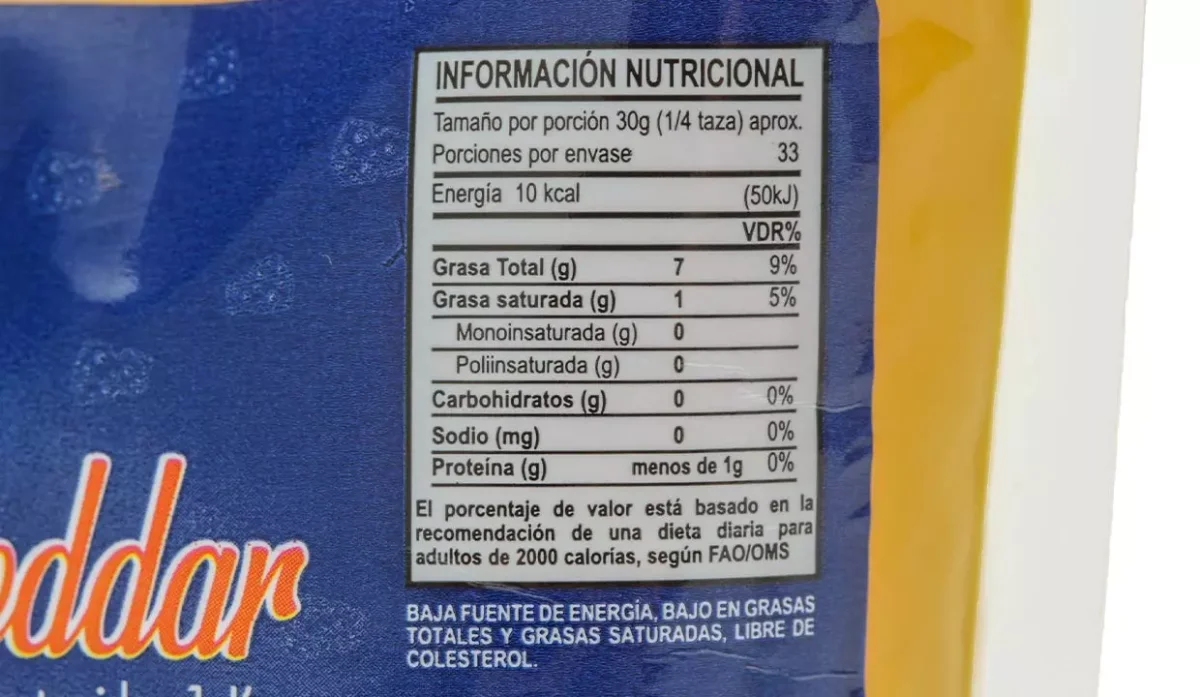 INFORMACIÓN NUTRICIONAL
Tamaño por porción 30g (1/4 taza) aprox.
Porciones por envase 33
Energía 10 kcal (50kJ)
VDR%
Grasa Total (g) 7 9%
Grasa saturada (g) 1 5%
Monoinsaturada (g) 0
Poliinsaturada (g) 0
Carbohidratos (g) 0 0%
Sodio (mg) 0 0%
Proteína (g) menos de 1g 0%
El porcentaje de valor está basado en la
recomendación de una dieta diaria para
adultos de 2000 calorías, según FAO/OMS
BAJA FUENTE DE ENERGÍA, BAJO EN GRASAS
TOTALES Y GRASAS SATURADAS, LIBRE DE
COLESTEROL.
ddar